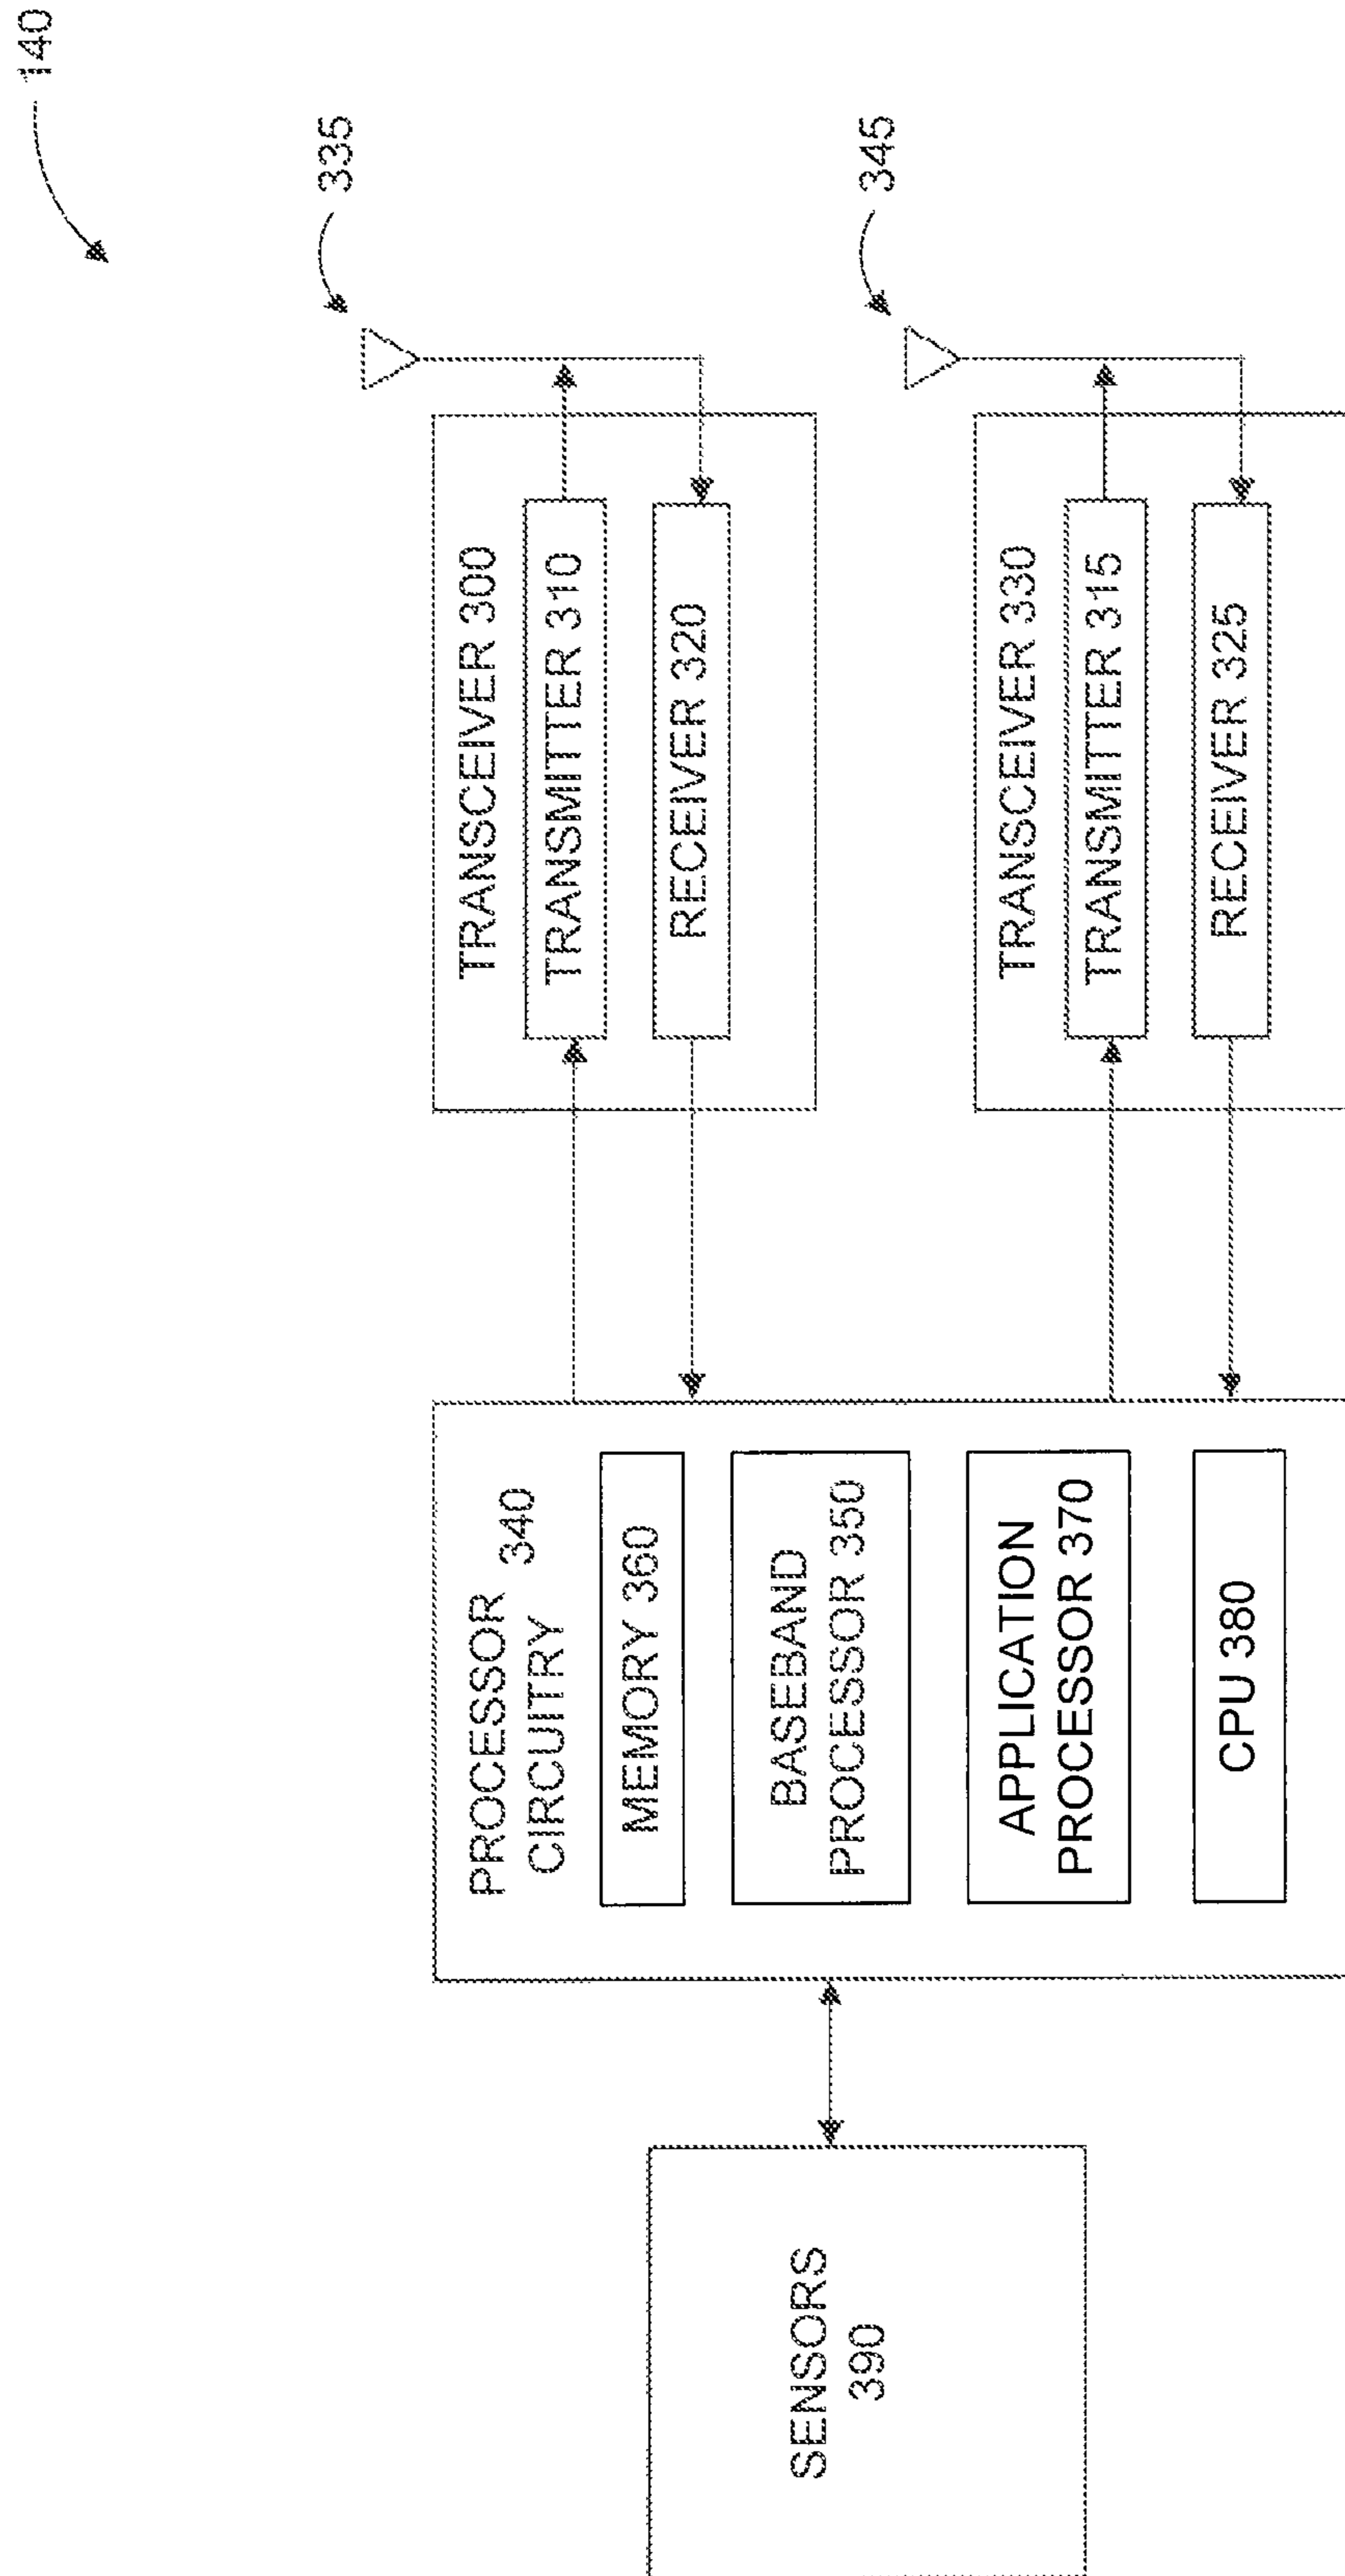 140
335
345
TRANSCEIVER 300
TRANSMITTER 310
RECEIVER 320
TRANSCEIVER 330
TRANSMITTER 315
RECEIVER 325
PROCESSOR
CIRCUITRY 340
MEMORY 360
BASEBAND
PROCESSOR 350
APPLICATION
PROCESSOR 370
CPU 380
SENSORS
390